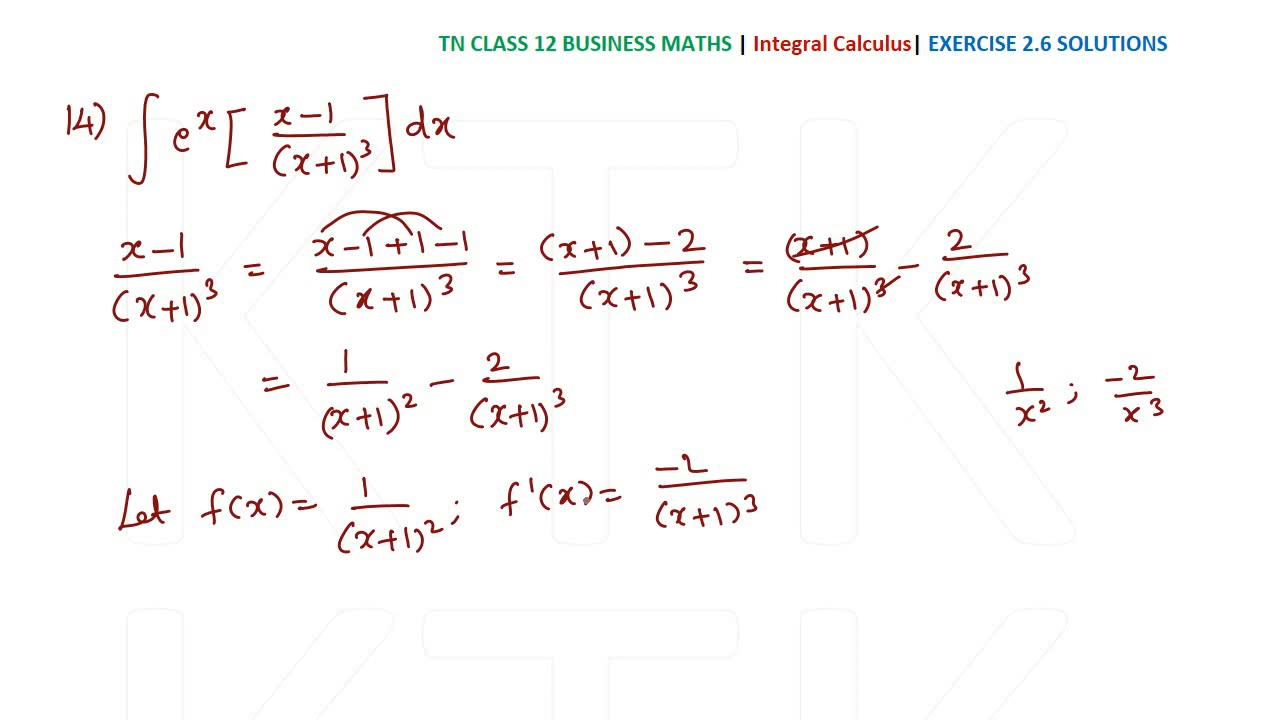 TN CLASS 12 BUSINESS MATHS | Integral Calculus| EXERCISE 2.6 SOLUTIONS
14) ∫ e^x [ (x-1)/(x+1)^3 ] dx
(x-1)/(x+1)^3 = (x-1+1-1)/(x+1)^3 = ((x+1)-2)/(x+1)^3 = (x+1)/(x+1)^3 - 2/(x+1)^3
= 1/(x+1)^2 - 2/(x+1)^3
1/x^2 ; -2/x^3
Let f(x) = 1/(x+1)^2 ; f'(x) = -2/(x+1)^3
KTK
KTK